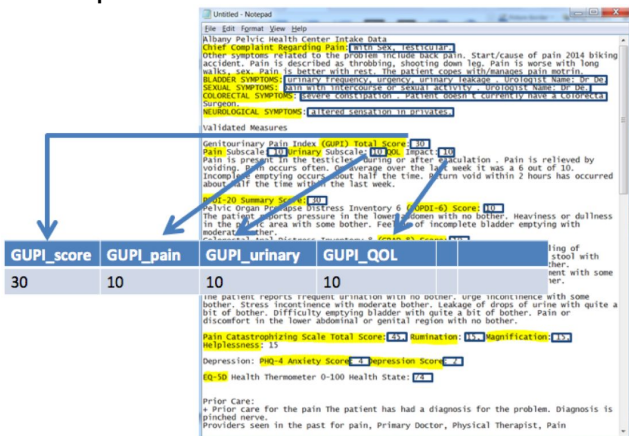 Untitled - Notepad
File Edit Format View Help
Albany Pelvic Health Center Intake Data
Chief Complaint Regarding Pain: With Sex, Testicular.
Other symptoms related to the problem include back pain. Start/cause of pain 2014 biking
accident. Pain is described as throbbing, shooting down leg. Pain is worse with long
walks, sex. Pain is better with rest. The patient copes with/manages pain motrin.
BLADDER SYMPTOMS: urinary frequency, urgency, urinary leakage . Urologist Name: Dr De.
SEXUAL SYMPTOMS: pain with intercourse or sexual activity . Urologist Name: Dr De.
COLORECTAL SYMPTOMS: severe constipation . Patient doesn t currently have a Colorecta
Surgeon.
NEUROLOGICAL SYMPTOMS: altered sensation in privates.
Validated Measures
Genitourinary Pain Index (GUPI) Total Score: 30
Pain Subscale: 10 Urinary Subscale: 10 QOL Impact: 10
Pain is present In the testicles, during or after ejaculation . Pain is relieved by
voiding. Pain occurs often. On average over the last week it was a 6 out of 10.
Incomplete emptying occurs about half the time. Return void within 2 hours has occurred
about half the time within the last week.
PFDI-20 Summary Score: 30
Pelvic Organ Prolapse Distress Inventory 6 (POPDI-6) Score: 10
The patient reports pressure in the lower abdomen with no bother. Heaviness or dullness
in the pelvic area with some bother. Feeling of incomplete bladder emptying with
moderate bother.
ling of
stool with
ther.
ment with some
her.
GUPI_score GUPI_pain GUPI_urinary GUPI_QOL
30 10 10 10
The patient reports frequent urination with no bother. Urge incontinence with some
bother. Stress incontinence with moderate bother. Leakage of drops of urine with quite a
bit of bother. Difficulty emptying bladder with quite a bit of bother. Pain or
discomfort in the lower abdominal or genital region with no bother.
Pain Catastrophizing Scale Total Score: 45. Rumination: 15. Magnification: 15.
Helplessness: 15
Depression: PHQ-4 Anxiety Score: 4 Depression Score: 2
EQ-5D Health Thermometer 0-100 Health State: 74
Prior Care:
+ Prior care for the pain The patient has had a diagnosis for the problem. Diagnosis is
pinched nerve.
Providers seen in the past for pain, Primary Doctor, Physical Therapist, Pain